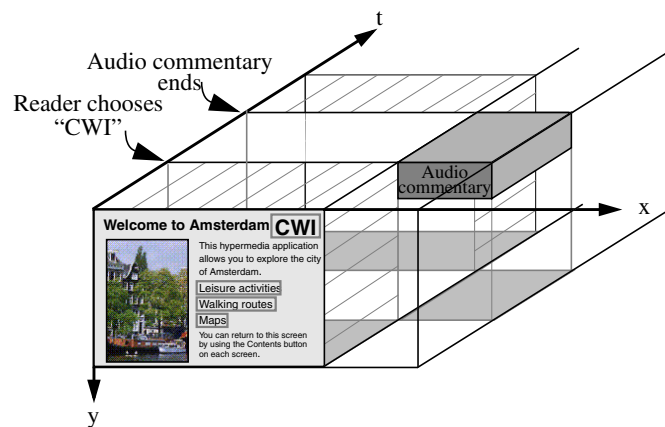 t
Audio commentary
ends
Reader chooses
“CWI”
Audio
commentary
x
Welcome to Amsterdam
CWI
This hypermedia application
allows you to explore the city
of Amsterdam.
Leisure activities
Walking routes
Maps
You can return to this screen
by using the Contents button
on each screen.
y